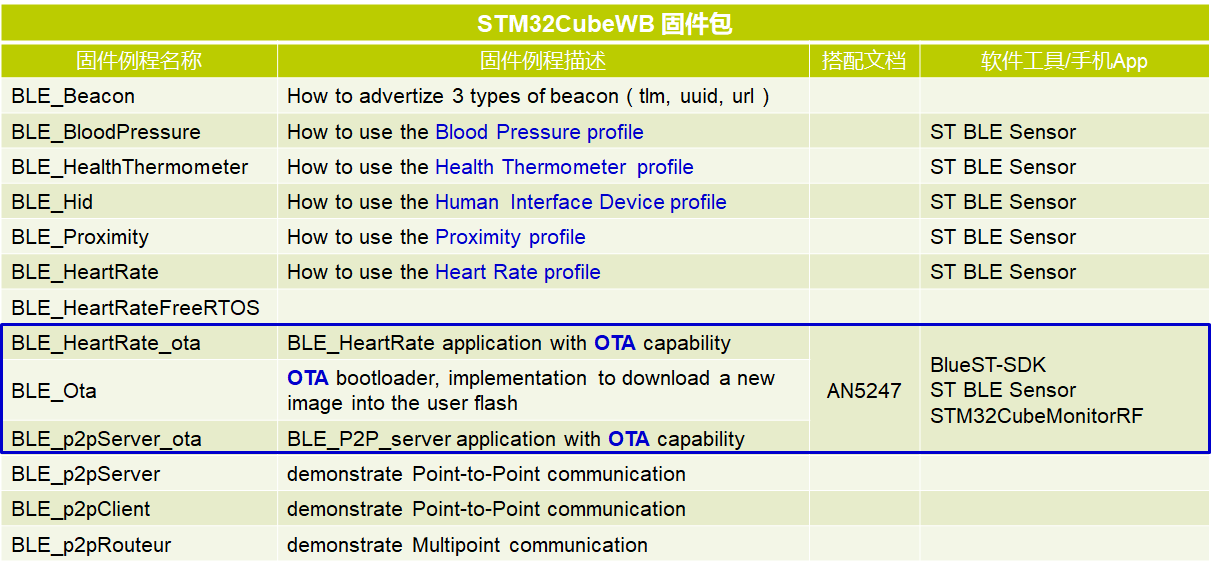 STM32CubeWB 固件包
固件例程名称 固件例程描述 搭配文档 软件工具/手机App
BLE_Beacon How to advertize 3 types of beacon ( tlm, uuid, url )
BLE_BloodPressure How to use the Blood Pressure profile ST BLE Sensor
BLE_HealthThermometer How to use the Health Thermometer profile ST BLE Sensor
BLE_Hid How to use the Human Interface Device profile ST BLE Sensor
BLE_Proximity How to use the Proximity profile ST BLE Sensor
BLE_HeartRate How to use the Heart Rate profile ST BLE Sensor
BLE_HeartRateFreeRTOS
BLE_HeartRate_ota BLE_HeartRate application with OTA capability
BLE_Ota
OTA bootloader, implementation to download a new
image into the user flash
BLE_p2pServer_ota BLE_P2P_server application with OTA capability
AN5247
BlueST-SDK
ST BLE Sensor
STM32CubeMonitorRF
BLE_p2pServer demonstrate Point-to-Point communication
BLE_p2pClient demonstrate Point-to-Point communication
BLE_p2pRouteur demonstrate Multipoint communication